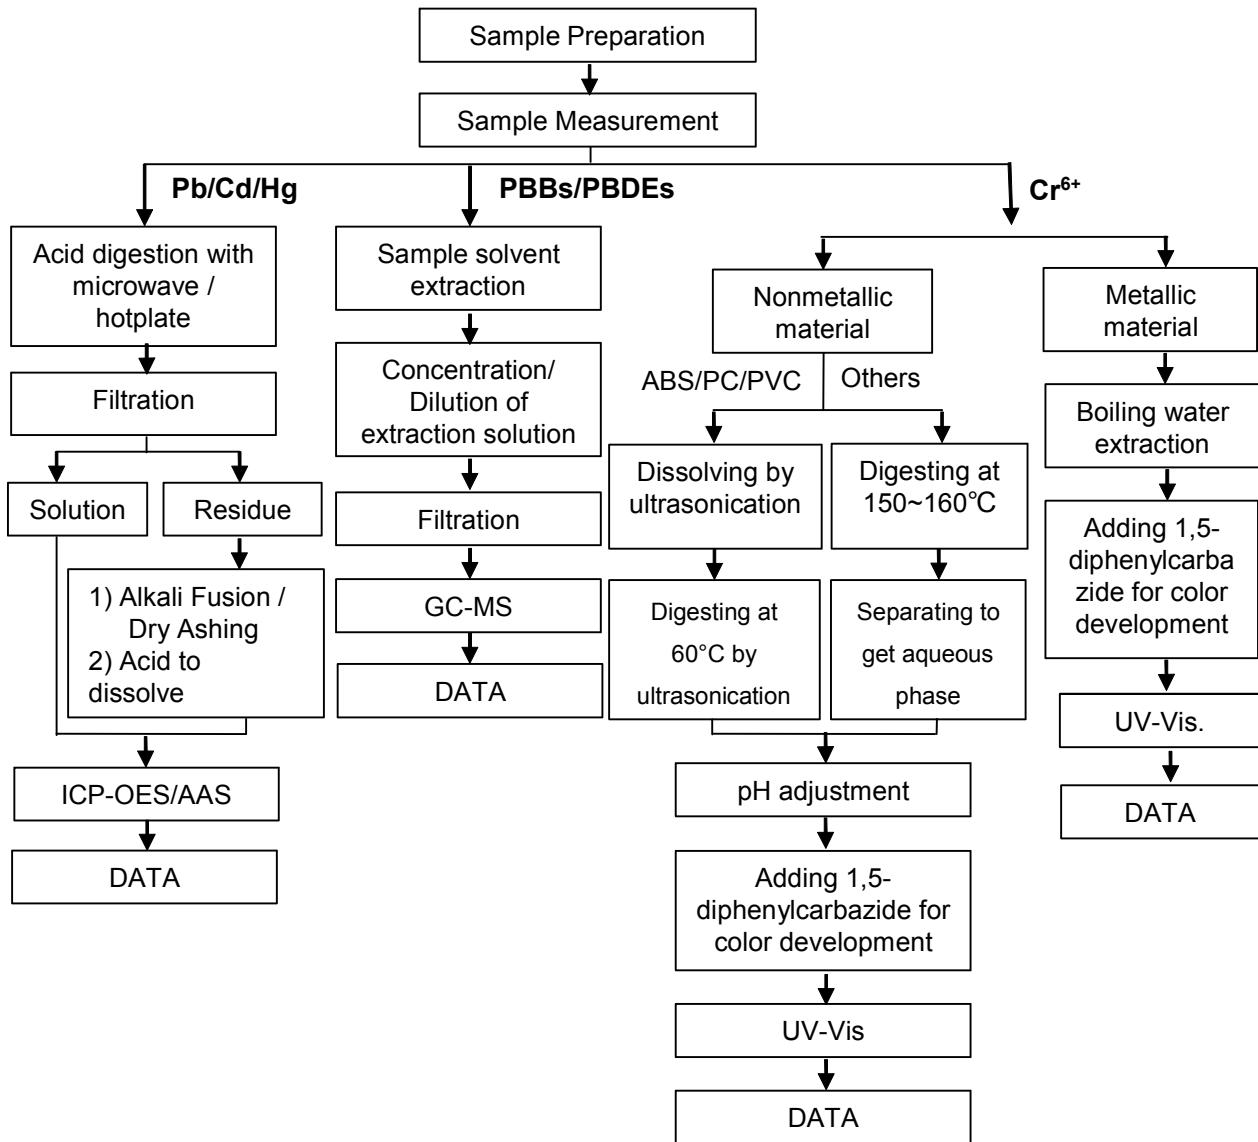 Sample Preparation
Sample Measurement
Pb/Cd/Hg
PBBs/PBDEs
Cr⁶⁺
Acid digestion with
microwave /
hotplate
Filtration
Solution
Residue
1) Alkali Fusion /
Dry Ashing
2) Acid to
dissolve
ICP-OES/AAS
DATA
Sample solvent
extraction
Concentration/
Dilution of
extraction solution
Filtration
GC-MS
DATA
Nonmetallic
material
ABS/PC/PVC
Others
Dissolving by
ultrasonication
Digesting at
60°C by
ultrasonication
Digesting at
150~160℃
Separating to
get aqueous
phase
pH adjustment
Adding 1,5-
diphenylcarbazide for
color development
UV-Vis
DATA
Metallic
material
Boiling water
extraction
Adding 1,5-
diphenylcarba
zide for color
development
UV-Vis.
DATA